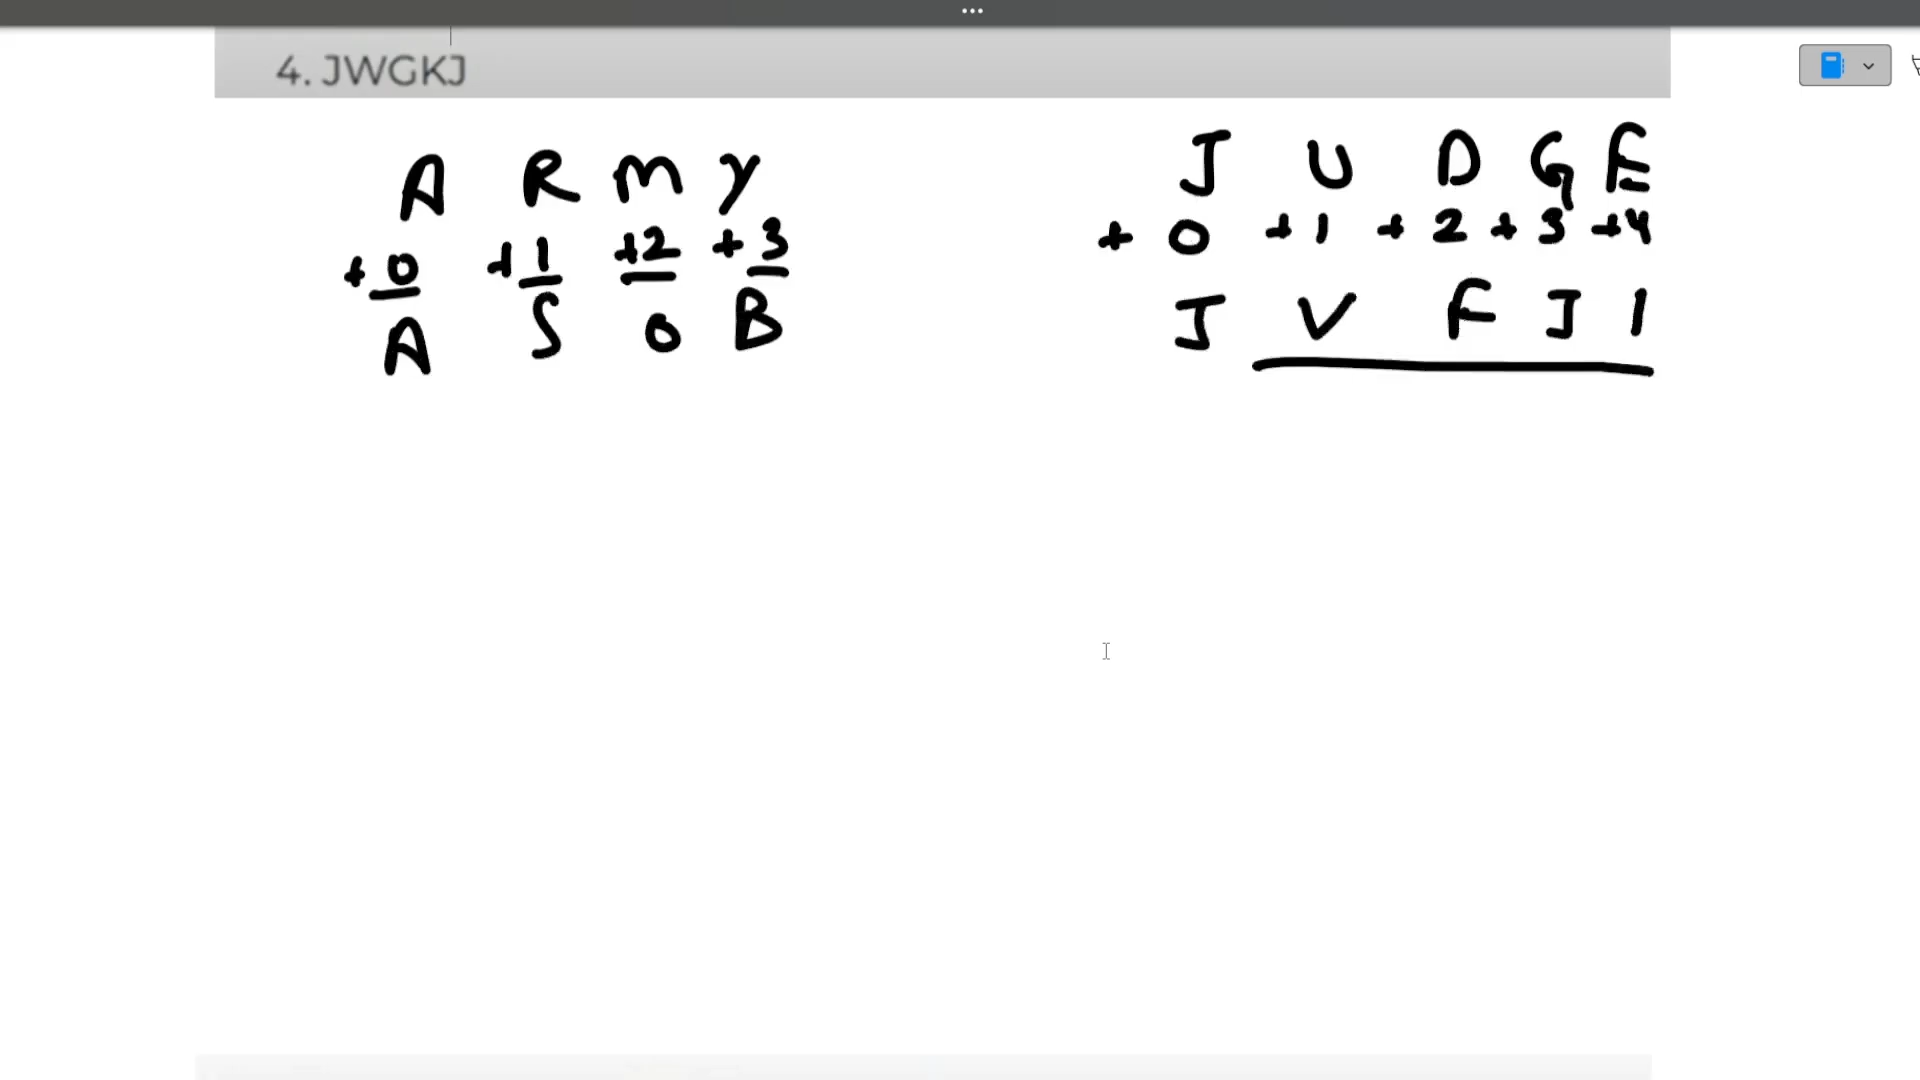 4. JWGKJ
A R M Y
+0 +1 +2 +3
A S O B
J U D G E
+ 0 +1 + 2 + 3 +4
J V F J I